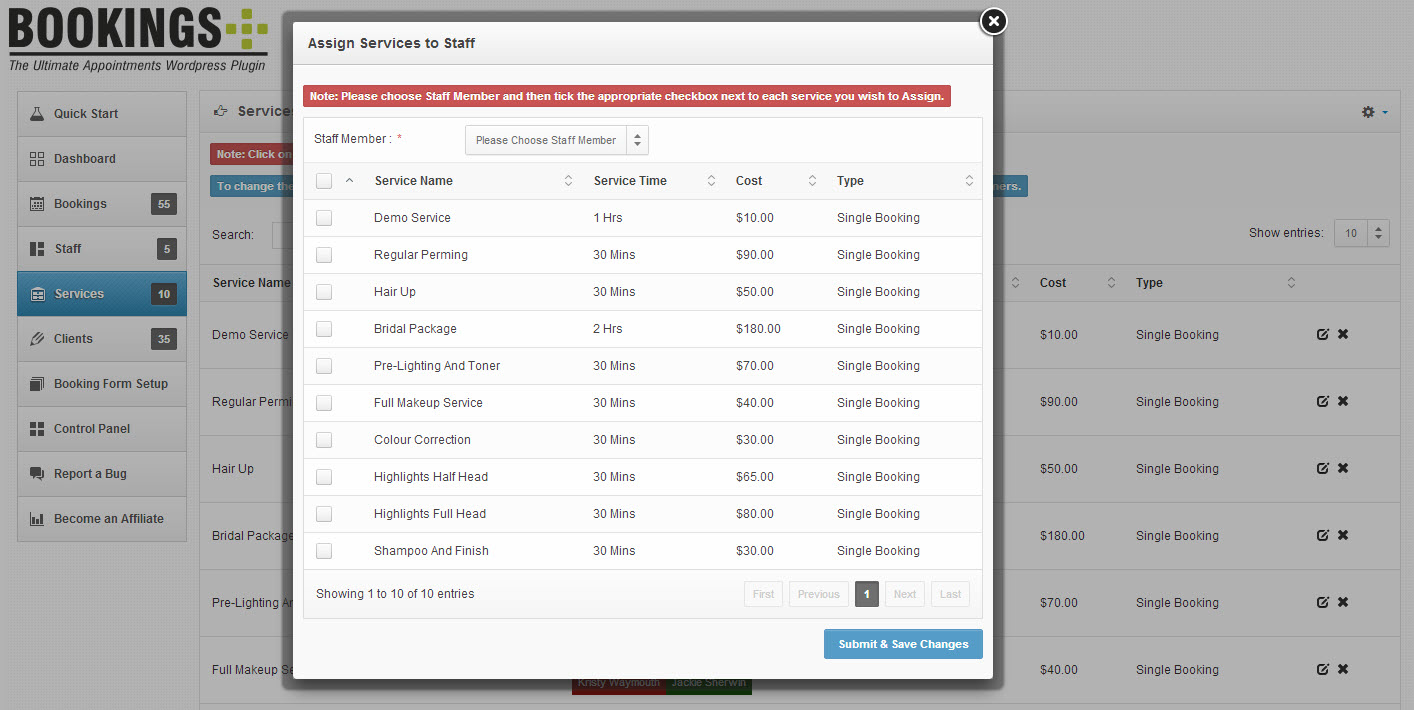 BOOKINGS
The Ultimate Appointments Wordpress Plugin
Quick Start
Dashboard
Bookings 55
Staff 5
Services 10
Clients 35
Booking Form Setup
Control Panel
Report a Bug
Become an Affiliate
Note: Click on
To change the
Search:
Show entries: 10
Service Name Cost Type
Demo Service $10.00 Single Booking
$90.00 Single Booking
Regular
Hair Up $50.00 Single Booking
Bridal Package $180.00 Single Booking
Pre-Lighting $70.00 Single Booking
Full Makeup $40.00 Single Booking
Kristy Waymouth Jackie Sherwin
Assign Services to Staff
Note: Please choose Staff Member and then tick the appropriate checkbox next to each service you wish to Assign.
Staff Member : * Please Choose Staff Member
Service Name Service Time Cost Type
Demo Service 1 Hrs $10.00 Single Booking
Regular Perming 30 Mins $90.00 Single Booking
Hair Up 30 Mins $50.00 Single Booking
Bridal Package 2 Hrs $180.00 Single Booking
Pre-Lighting And Toner 30 Mins $70.00 Single Booking
Full Makeup Service 30 Mins $40.00 Single Booking
Colour Correction 30 Mins $30.00 Single Booking
Highlights Half Head 30 Mins $65.00 Single Booking
Highlights Full Head 30 Mins $80.00 Single Booking
Shampoo And Finish 30 Mins $30.00 Single Booking
Showing 1 to 10 of 10 entries
First Previous 1 Next Last
Submit & Save Changes